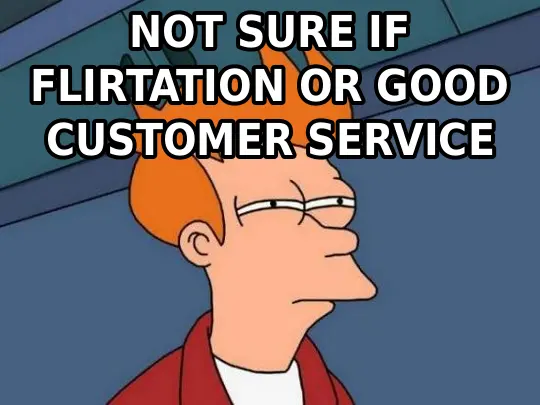 NOT SURE IF
FLIRTATION OR GOOD
CUSTOMER SERVICE